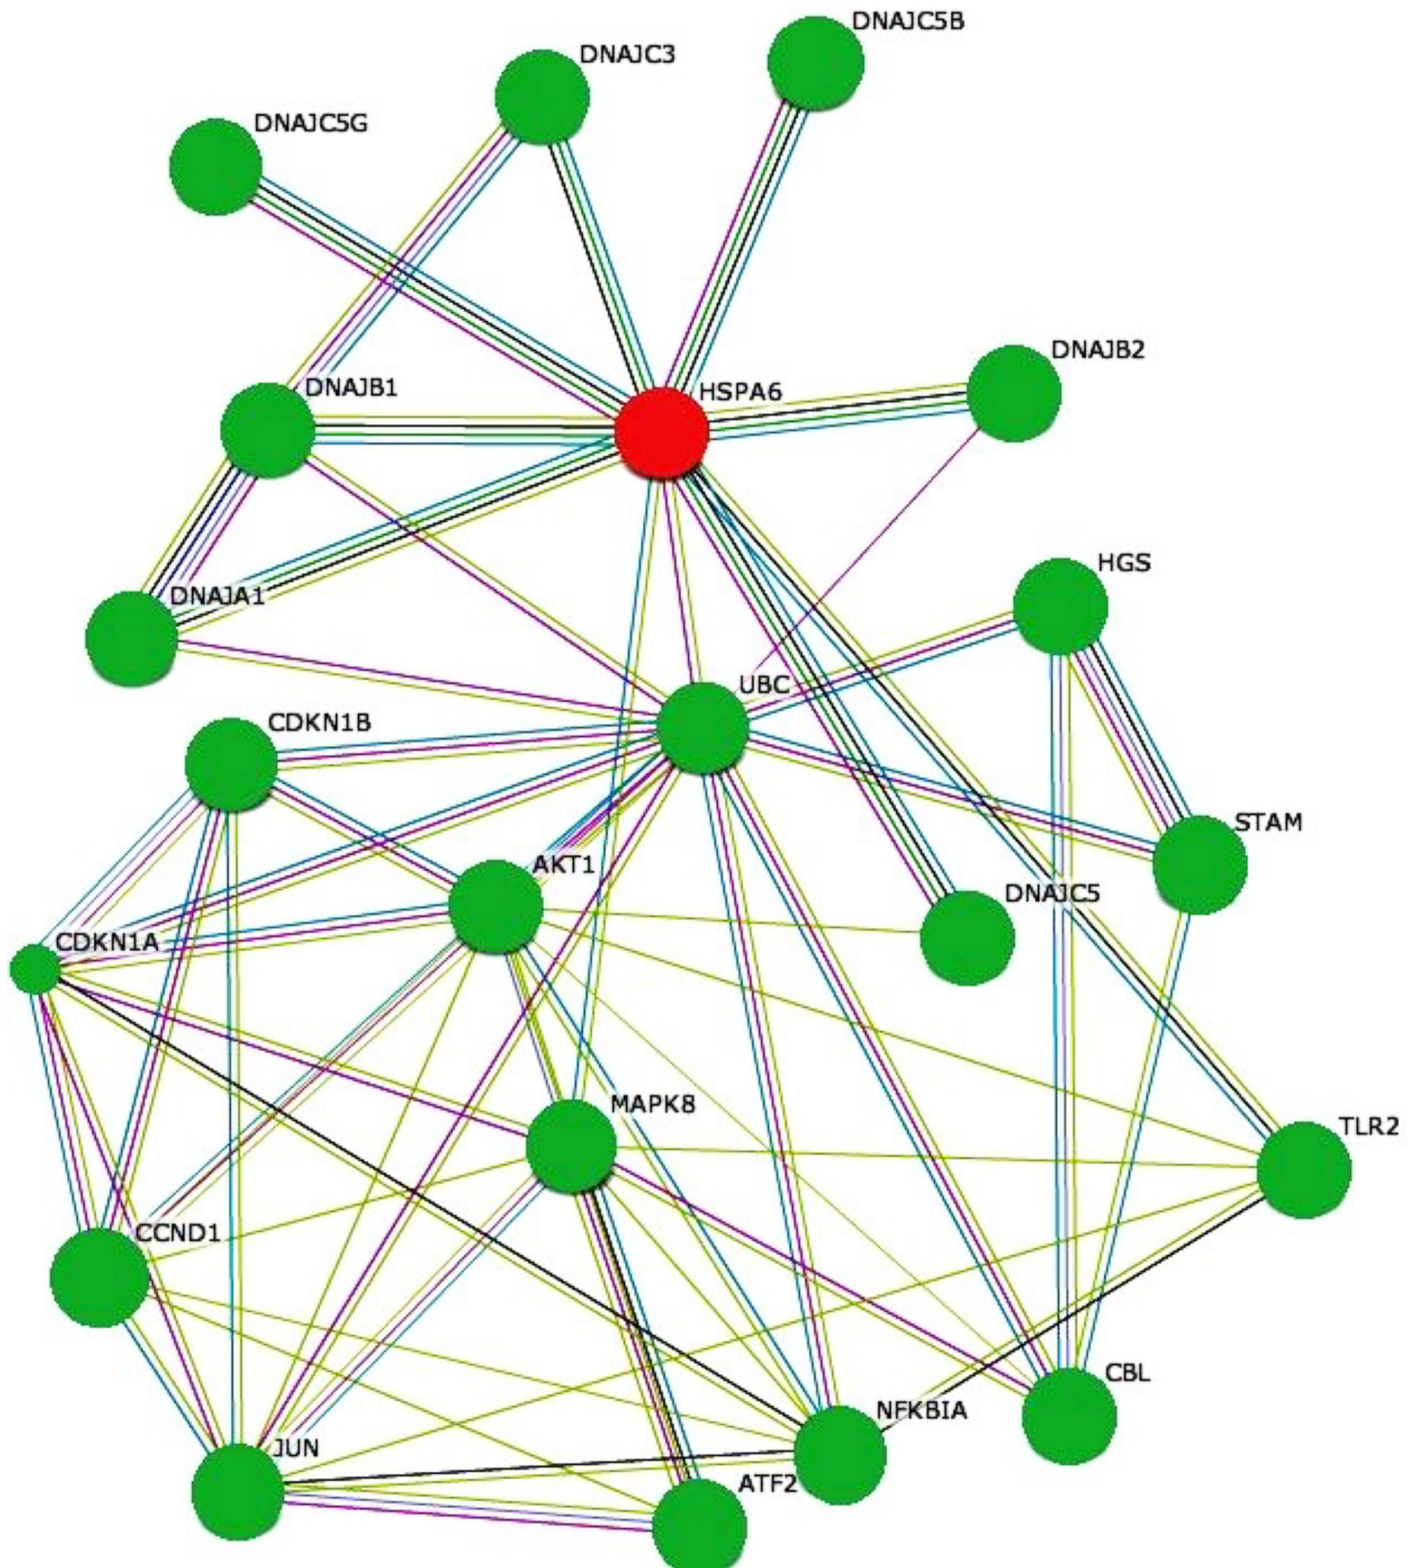 DNAJC5B
DNAJC3
DNAJC5G
DNAJB2
DNAJB1
HSPA6
HGS
DNAJA1
UBC
CDKN1B
STAM
AKT1
DNAJC5
CDKN1A
MAPK8
TLR2
CCND1
CBL
NFKBIA
JUN
ATF2